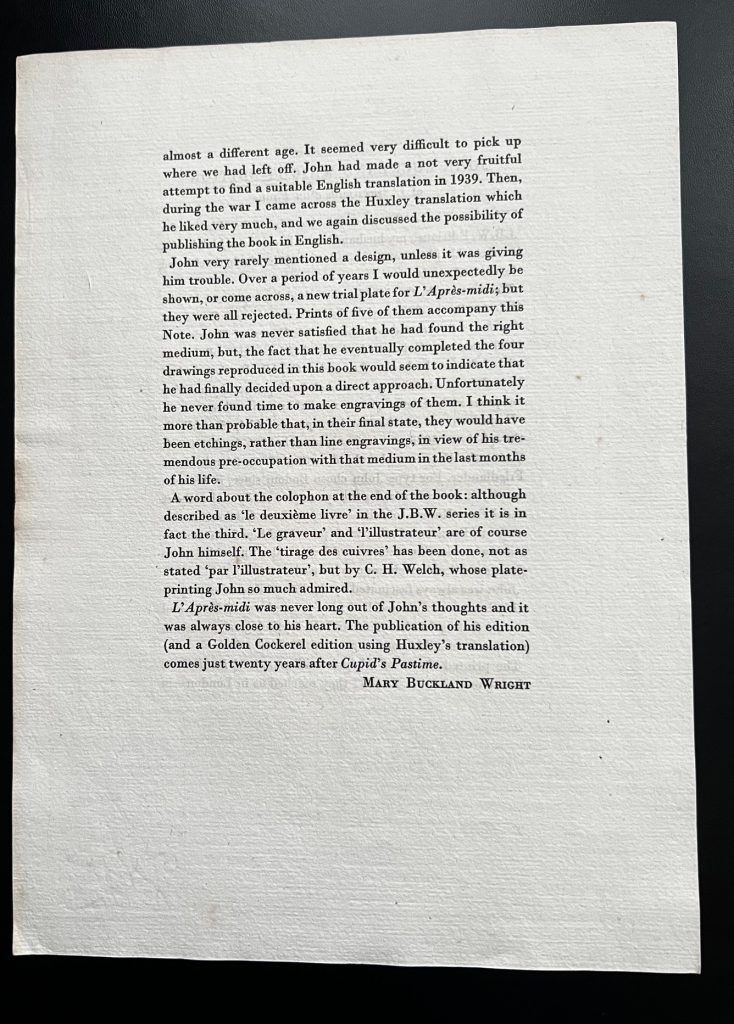 almost a different age. It seemed very difficult to pick up
where we had left off. John had made a not very fruitful
attempt to find a suitable English translation in 1939. Then,
during the war I came across the Huxley translation which
he liked very much, and we again discussed the possibility of
publishing the book in English.
John very rarely mentioned a design, unless it was giving
him trouble. Over a period of years I would unexpectedly be
shown, or come across, a new trial plate for L'Après-midi; but
they were all rejected. Prints of five of them accompany this
Note. John was never satisfied that he had found the right
medium, but, the fact that he eventually completed the four
drawings reproduced in this book would seem to indicate that
he had finally decided upon a direct approach. Unfortunately
he never found time to make engravings of them. I think it
more than probable that, in their final state, they would have
been etchings, rather than line engravings, in view of his tre-
mendous pre-occupation with that medium in the last months
of his life.
A word about the colophon at the end of the book: although
described as 'le deuxième livre' in the J.B.W. series it is in
fact the third. 'Le graveur' and 'l'illustrateur' are of course
John himself. The 'tirage des cuivres' has been done, not as
stated 'par l'illustrateur', but by C. H. Welch, whose plate-
printing John so much admired.
L'Après-midi was never long out of John's thoughts and it
was always close to his heart. The publication of his edition
(and a Golden Cockerel edition using Huxley's translation)
comes just twenty years after Cupid's Pastime.
MARY BUCKLAND WRIGHT